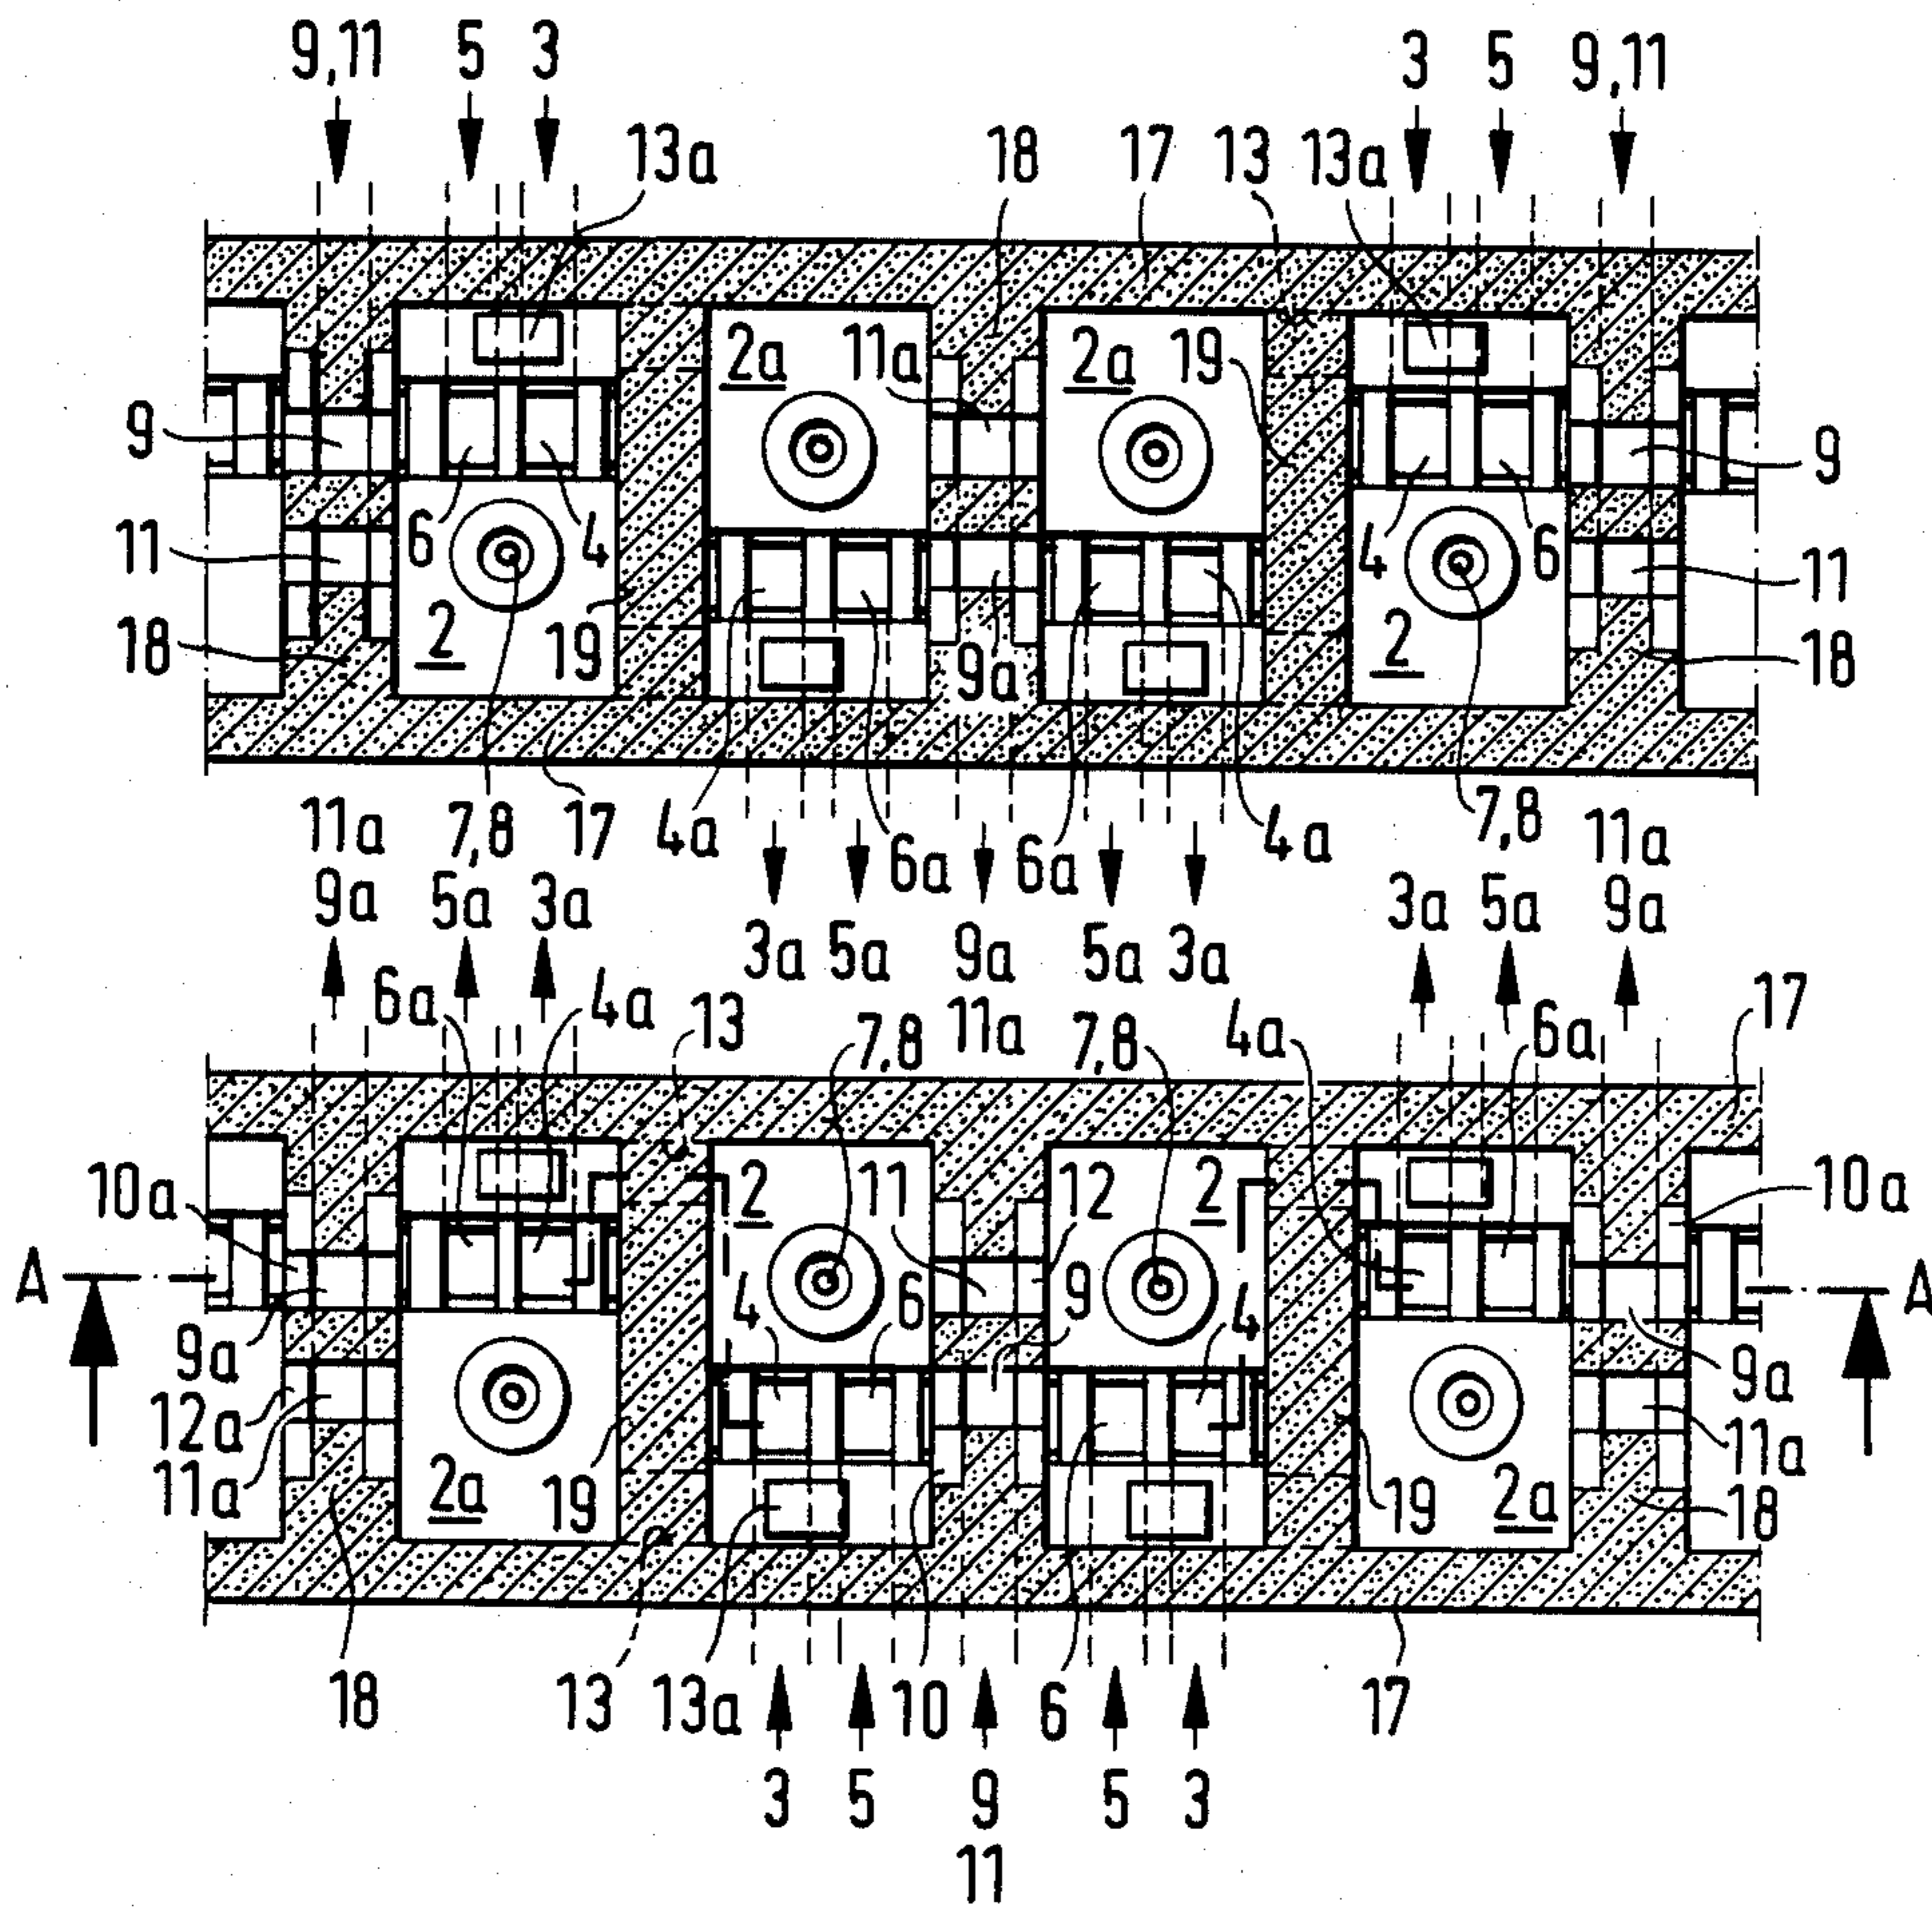 9,11 5 3 3 5 9,11
13a 18 17 13 13a
2a 11a 2a 19
9 9
6 4 4 6
11 11
2 19 9a 2
18 18
11a 7,8 17 4a 6a 6a 4a 7,8 11a
9a 5a 3a 3a 5a 9a
3a 5a 9a 5a 3a
6a 4a 13 7,8 11a 7,8 4a 6a 17
10a 2 11 12 2 10a
A A
4 6 9 4
9a 9a
12a
11a 2a 19 19 2a 11a
18
18 13 13a 10 6 17
3 5 9 5 3
11